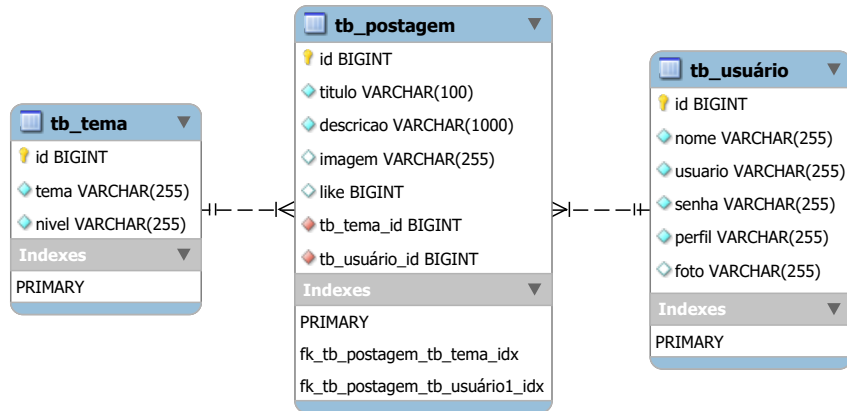 tb_tema
id BIGINT
tema VARCHAR(255)
nivel VARCHAR(255)
Indexes
PRIMARY
tb_postagem
id BIGINT
titulo VARCHAR(100)
descricao VARCHAR(1000)
imagem VARCHAR(255)
like BIGINT
tb_tema_id BIGINT
tb_usuário_id BIGINT
Indexes
PRIMARY
fk_tb_postagem_tb_tema_idx
fk_tb_postagem_tb_usuário1_idx
tb_usuário
id BIGINT
nome VARCHAR(255)
usuario VARCHAR(255)
senha VARCHAR(255)
perfil VARCHAR(255)
foto VARCHAR(255)
Indexes
PRIMARY